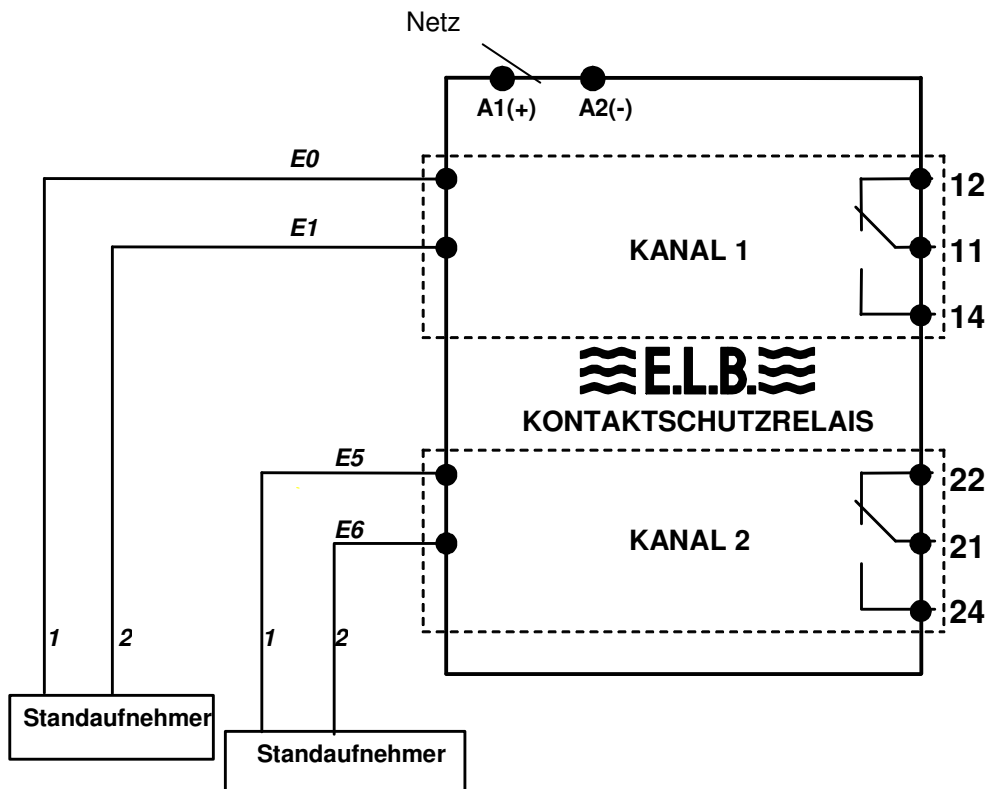 Netz
A1(+) A2(-)
E0
12
E1
KANAL 1
11
14
E.L.B.
KONTAKTSCHUTZRELAIS
E5
22
E6
KANAL 2
21
24
1 2 1 2
Standaufnehmer
Standaufnehmer